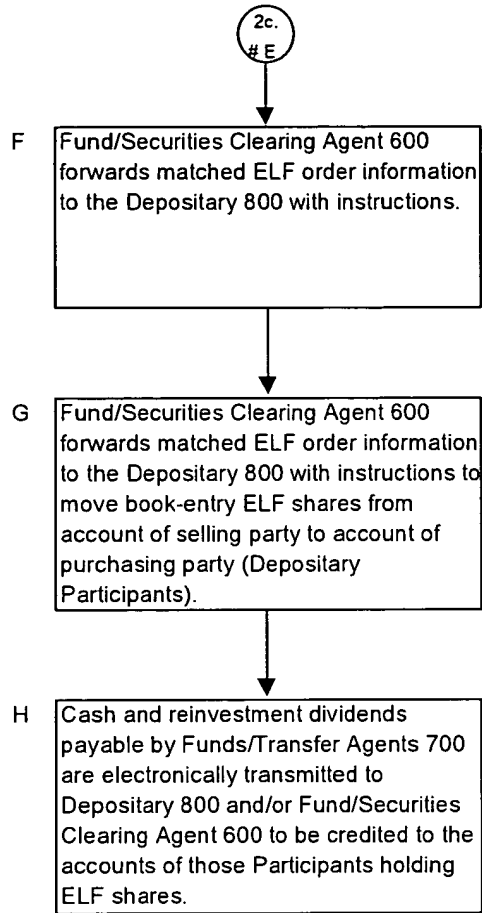 2c.
# E
F
Fund/Securities Clearing Agent 600
forwards matched ELF order information
to the Depositary 800 with instructions.
G
Fund/Securities Clearing Agent 600
forwards matched ELF order information
to the Depositary 800 with instructions to
move book-entry ELF shares from
account of selling party to account of
purchasing party (Depositary
Participants).
H
Cash and reinvestment dividends
payable by Funds/Transfer Agents 700
are electronically transmitted to
Depositary 800 and/or Fund/Securities
Clearing Agent 600 to be credited to the
accounts of those Participants holding
ELF shares.